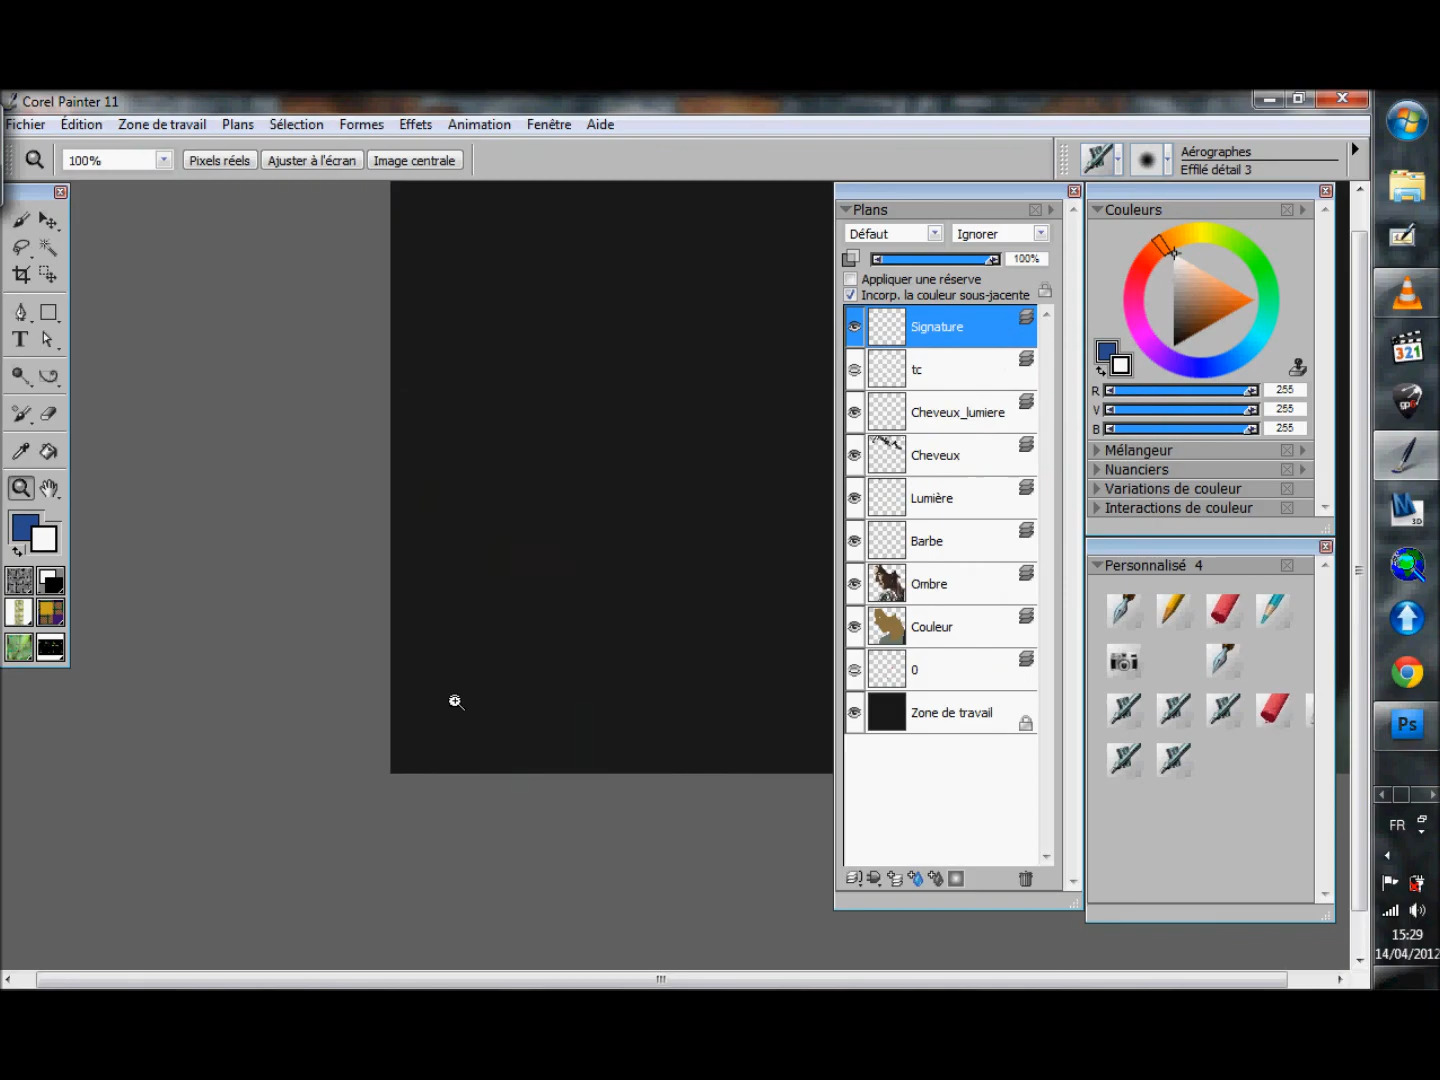 Corel Painter 11
Fichier Édition Zone de travail Plans Sélection Formes Effets Animation Fenêtre Aide
100% Pixels réels Ajuster à l'écran Image centrale
Aérographes
Effilé détail 3
Plans
Défaut Ignorer
100%
Appliquer une réserve
Incorp. la couleur sous-jacente
Signature
tc
Cheveux_lumiere
Cheveux
Lumière
Barbe
Ombre
Couleur
0
Zone de travail
Couleurs
R 255
V 255
B 255
Mélangeur
Nuanciers
Variations de couleur
Interactions de couleur
Personnalisé 4
T
321
3D
Ps
FR
15:29
14/04/2012